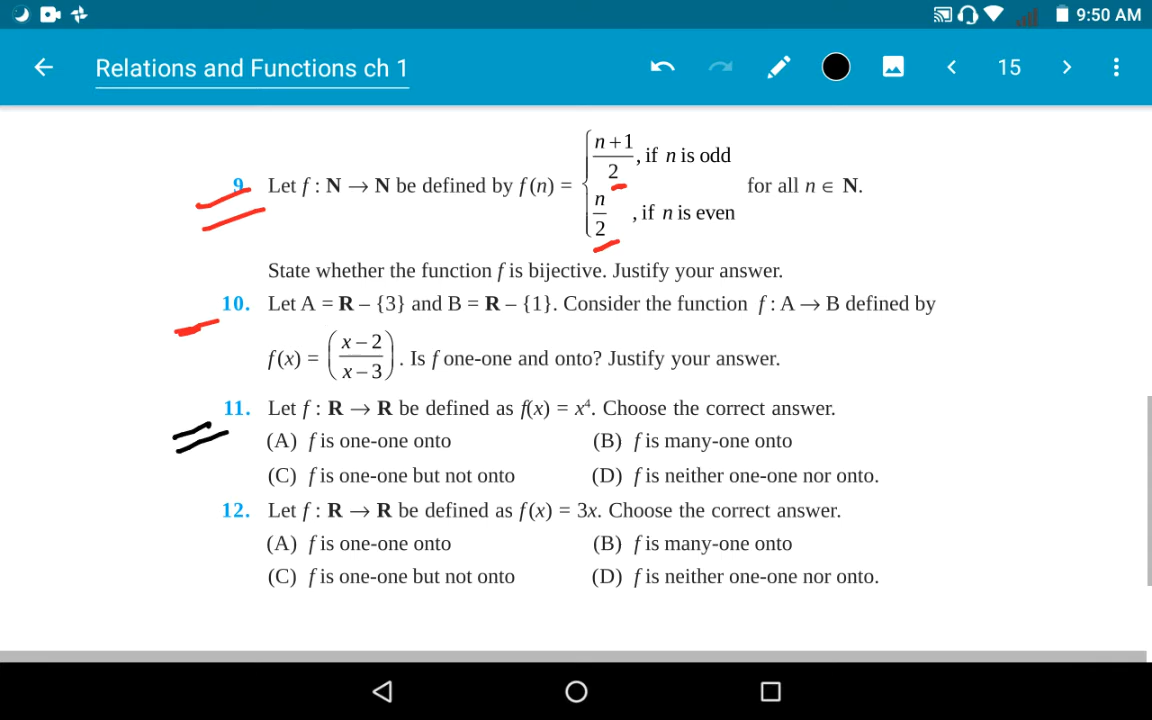 9:50 AM
Relations and Functions ch 1
15
9. Let f : N → N be defined by f (n) = { n + 1 / 2 , if n is odd
n / 2 , if n is even
for all n ∈ N.
State whether the function f is bijective. Justify your answer.
10. Let A = R – {3} and B = R – {1}. Consider the function f : A → B defined by
f (x) = ( x – 2 / x – 3 ) . Is f one-one and onto? Justify your answer.
11. Let f : R → R be defined as f(x) = x⁴. Choose the correct answer.
(A) f is one-one onto (B) f is many-one onto
(C) f is one-one but not onto (D) f is neither one-one nor onto.
12. Let f : R → R be defined as f (x) = 3x. Choose the correct answer.
(A) f is one-one onto (B) f is many-one onto
(C) f is one-one but not onto (D) f is neither one-one nor onto.